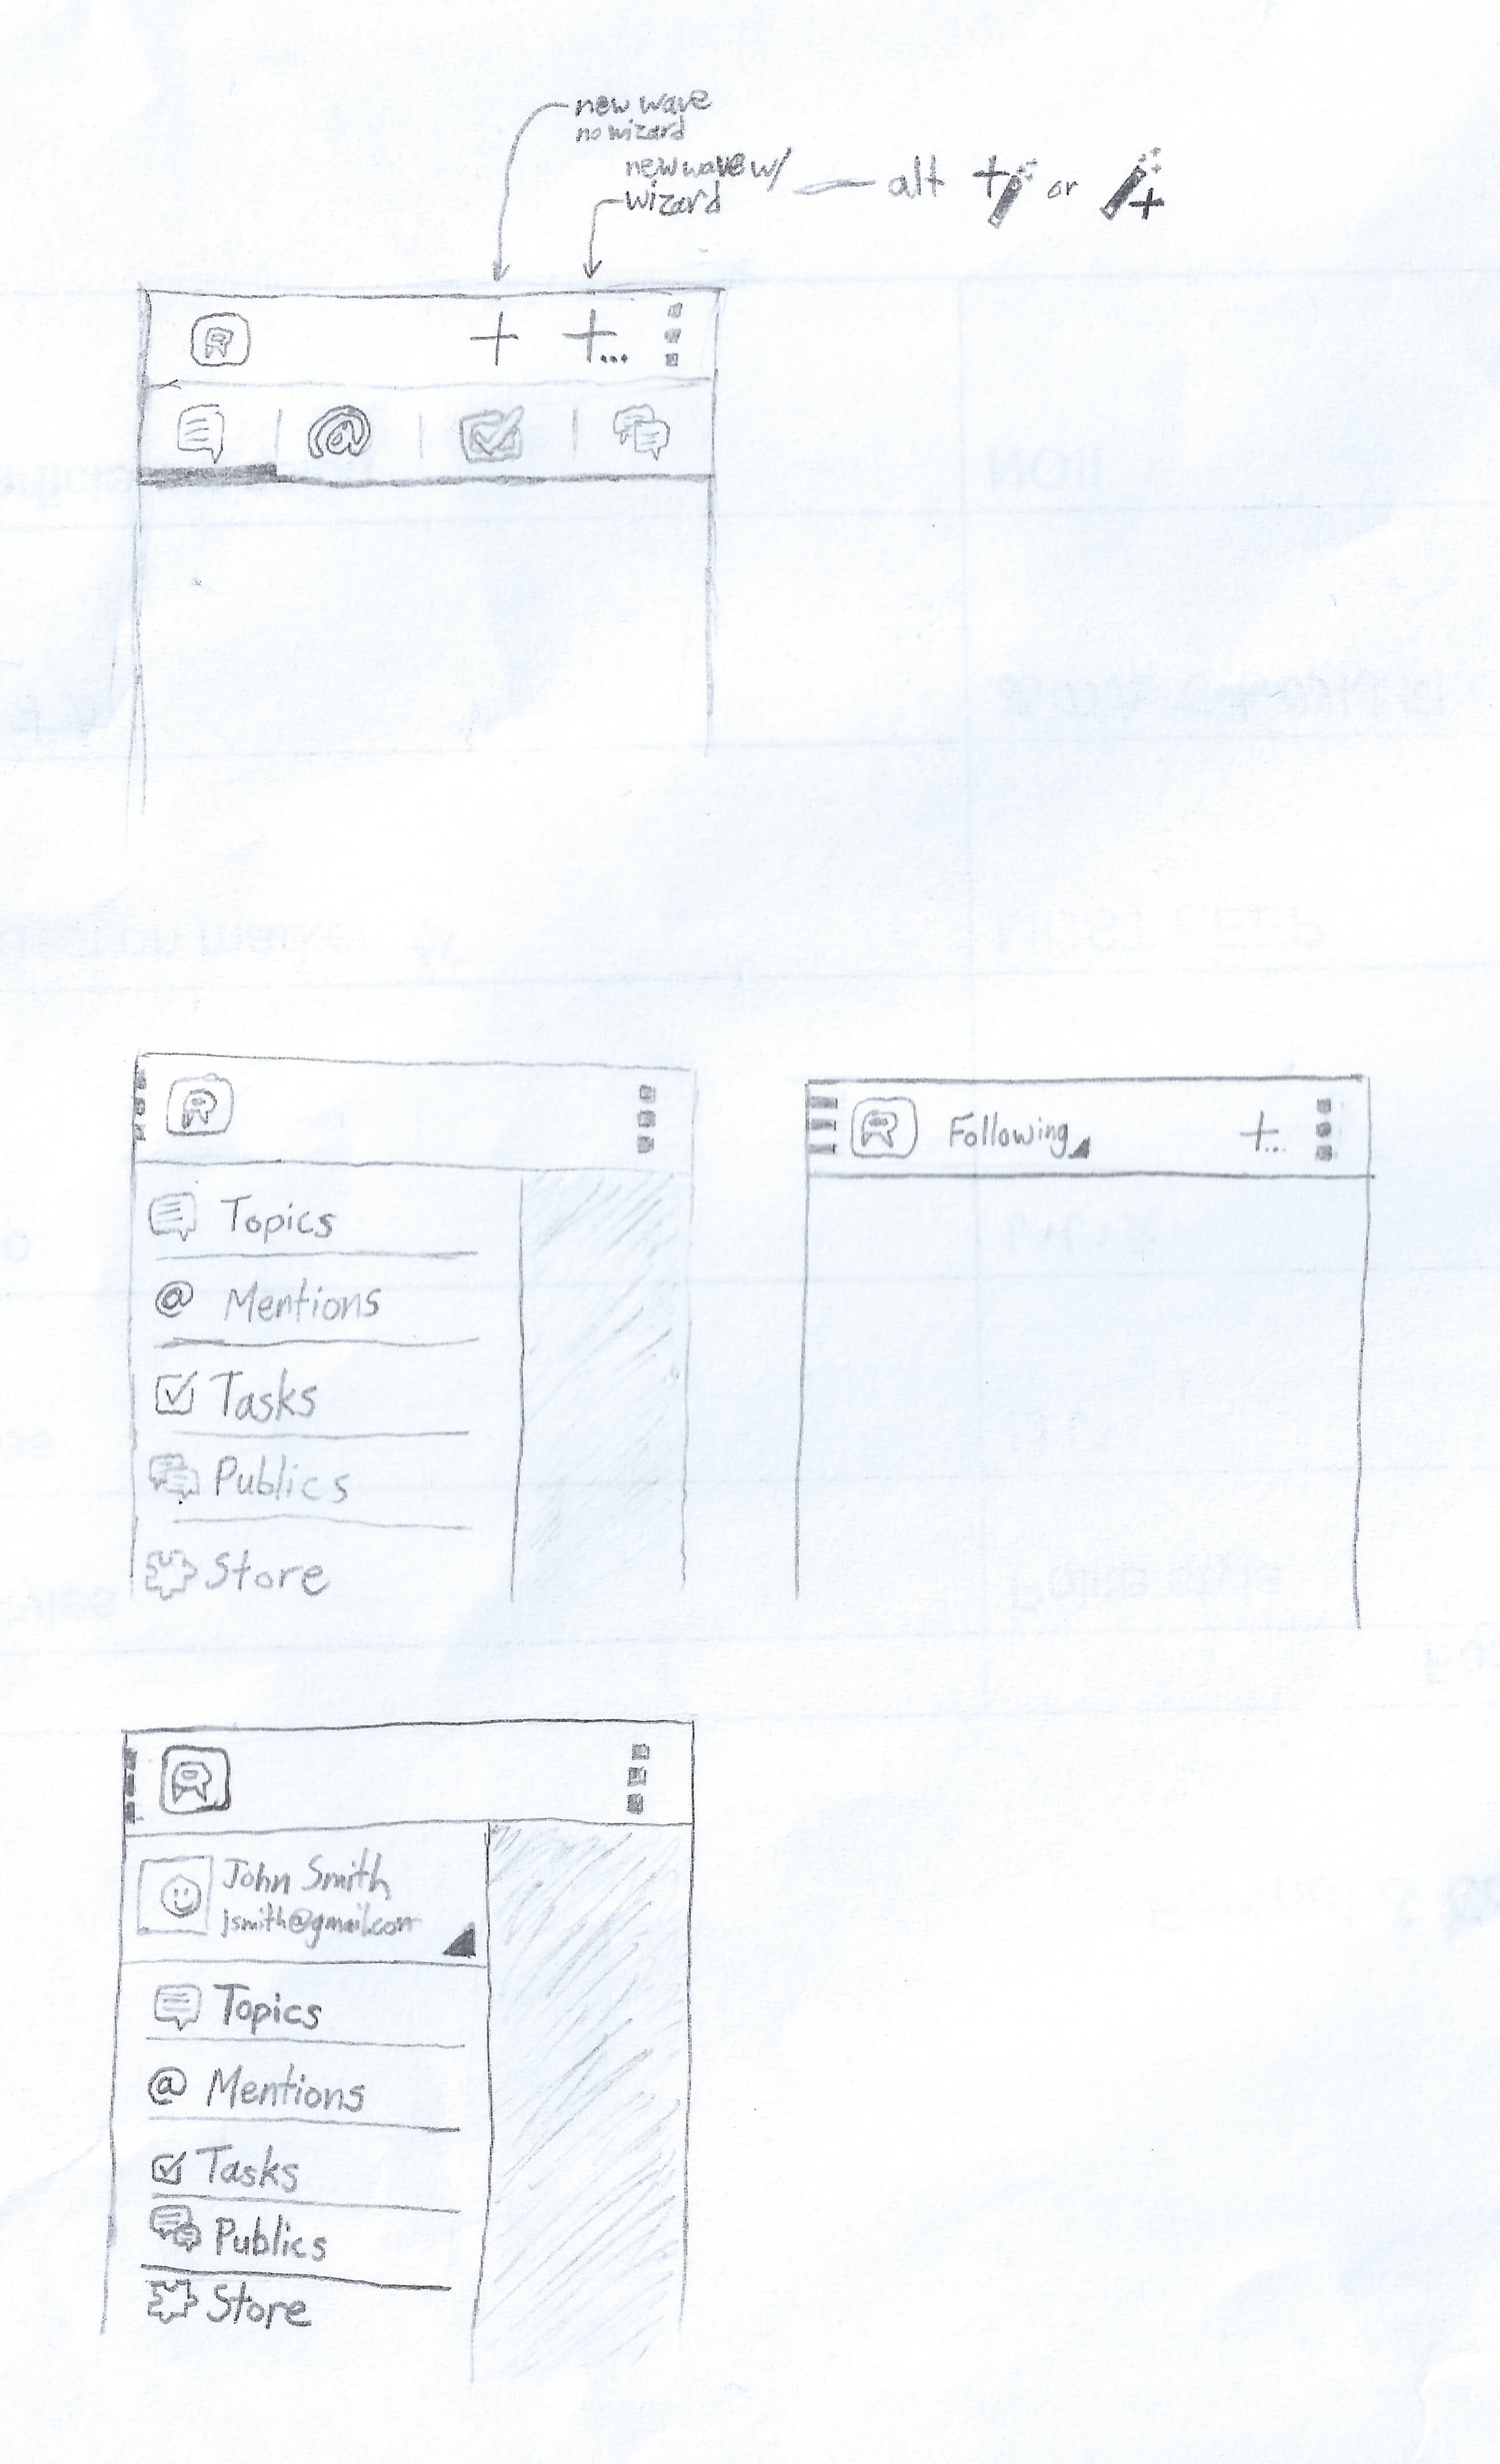 new wave
no wizard
new wave w/
wizard
alt + or +
+ +...
@
Topics
@ Mentions
Tasks
Publics
Store
Following +...
John Smith
jsmith@gmail.com
Topics
@ Mentions
Tasks
Publics
Store